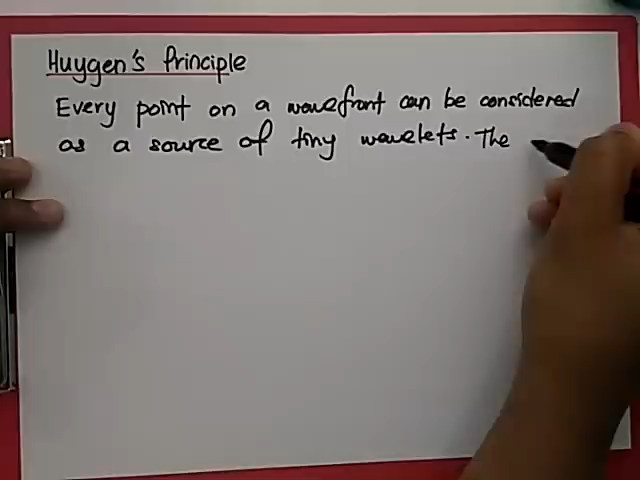 Huygen's Principle
Every point on a wavefront can be considered
as a source of tiny wavelets. The